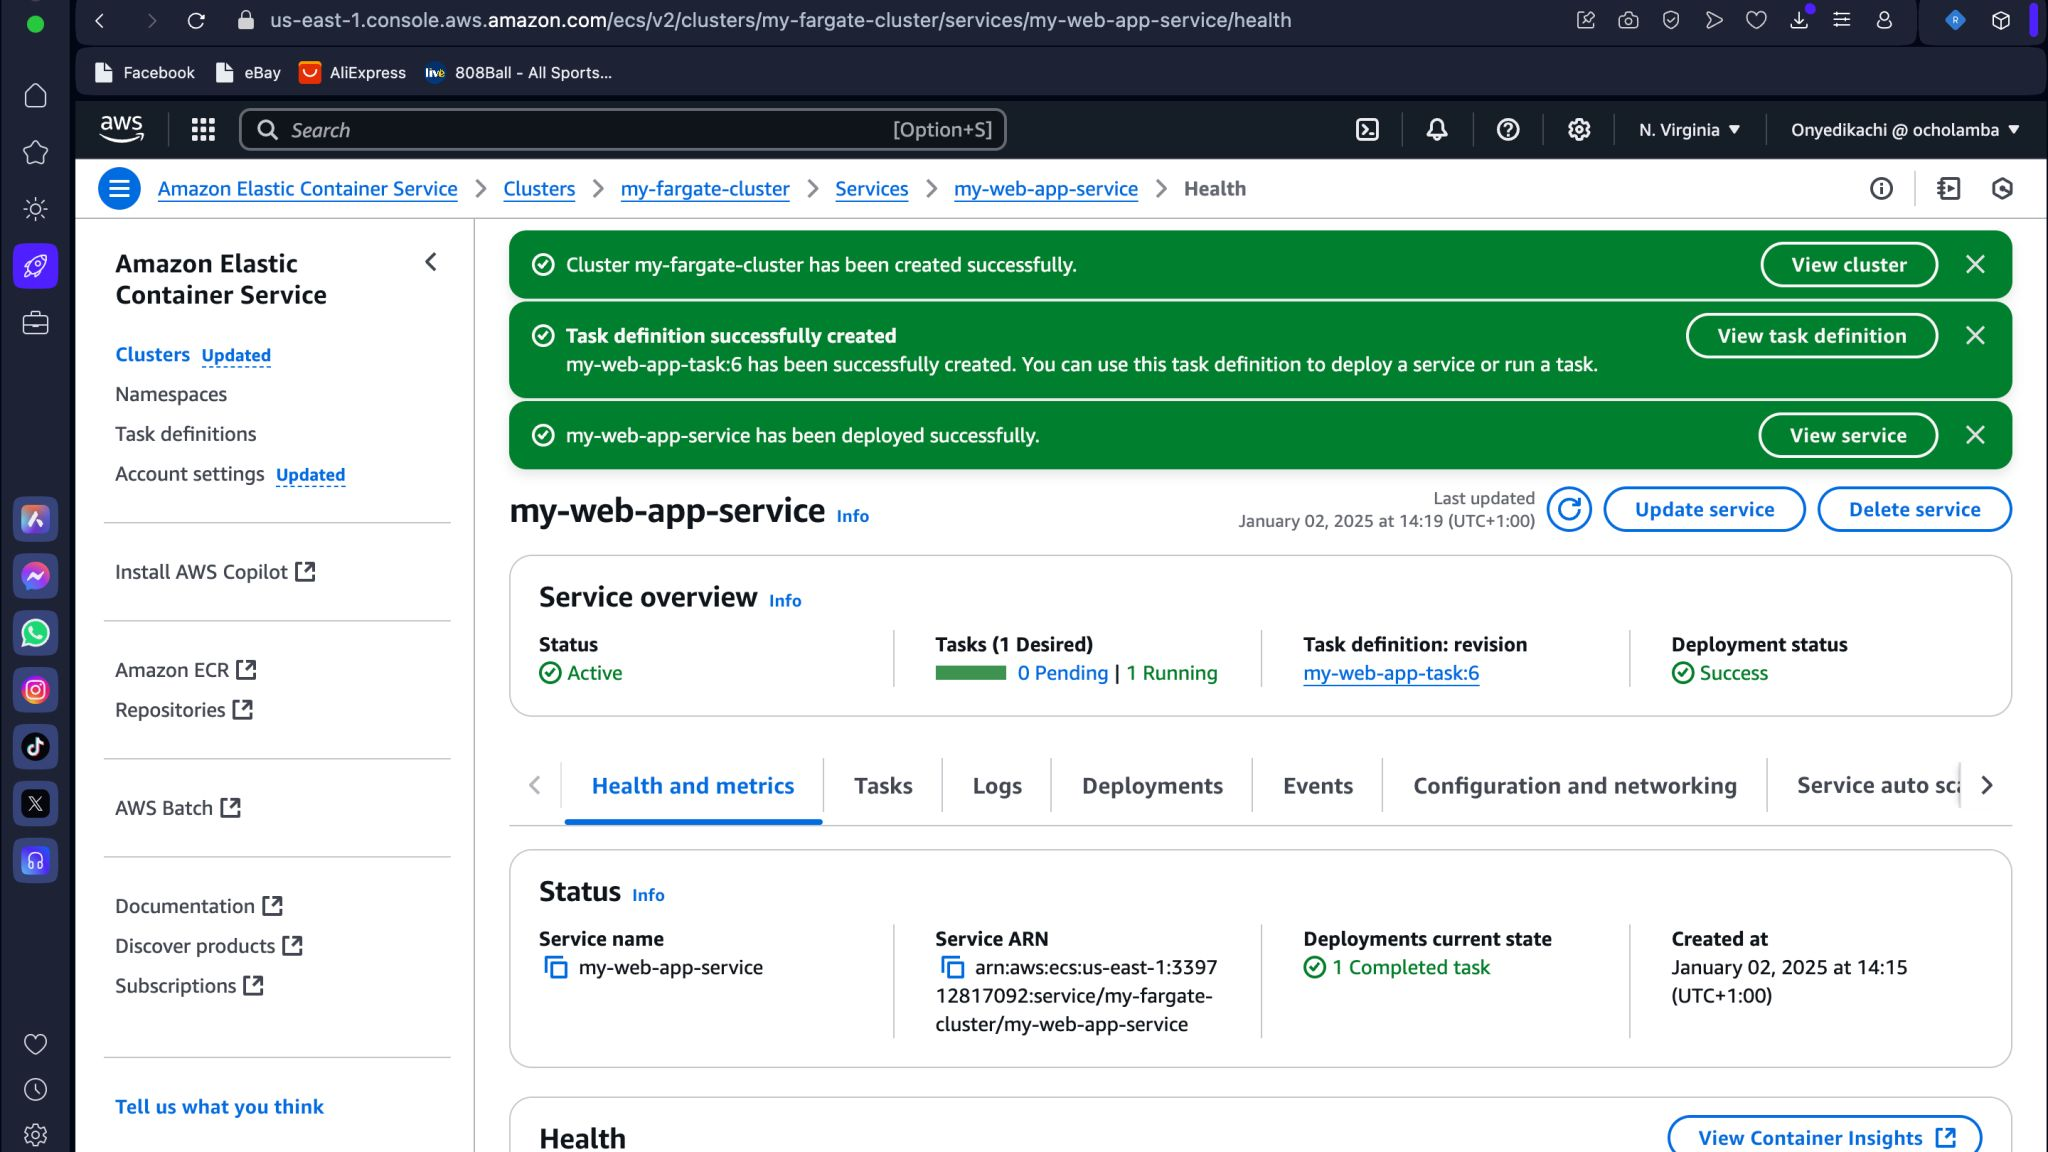 us-east-1.console.aws.amazon.com/ecs/v2/clusters/my-fargate-cluster/services/my-web-app-service/health
Facebook eBay AliExpress live 808Ball - All Sports...
aws Search [Option+S] N. Virginia Onyedikachi @ ocholamba
Amazon Elastic Container Service Clusters my-fargate-cluster Services my-web-app-service Health
Amazon Elastic
Container Service
Clusters Updated
Namespaces
Task definitions
Account settings Updated
Install AWS Copilot
Amazon ECR
Repositories
AWS Batch
Documentation
Discover products
Subscriptions
Tell us what you think
Cluster my-fargate-cluster has been created successfully. View cluster
Task definition successfully created View task definition
my-web-app-task:6 has been successfully created. You can use this task definition to deploy a service or run a task.
my-web-app-service has been deployed successfully. View service
my-web-app-service Info
Last updated
January 02, 2025 at 14:19 (UTC+1:00)
Update service Delete service
Service overview Info
Status
Active
Tasks (1 Desired)
0 Pending | 1 Running
Task definition: revision
my-web-app-task:6
Deployment status
Success
Health and metrics Tasks Logs Deployments Events Configuration and networking Service auto sca
Status Info
Service name
my-web-app-service
Service ARN
arn:aws:ecs:us-east-1:3397
12817092:service/my-fargate-
cluster/my-web-app-service
Deployments current state
1 Completed task
Created at
January 02, 2025 at 14:15
(UTC+1:00)
Health View Container Insights